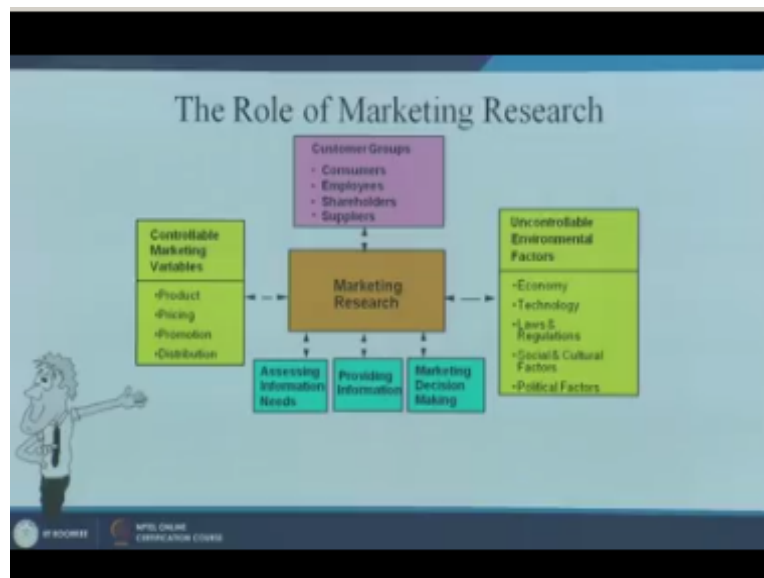 The Role of Marketing Research
Customer Groups
• Consumers
• Employees
• Shareholders
• Suppliers
Controllable
Marketing
Variables
•Product
•Pricing
•Promotion
•Distribution
Marketing
Research
Uncontrollable
Environmental
Factors
•Economy
•Technology
•Laws &
Regulations
•Social & Cultural
Factors
•Political Factors
Assessing
Information
Needs
Providing
Information
Marketing
Decision
Making
IIT ROORKEE
NPTEL ONLINE
CERTIFICATION COURSE